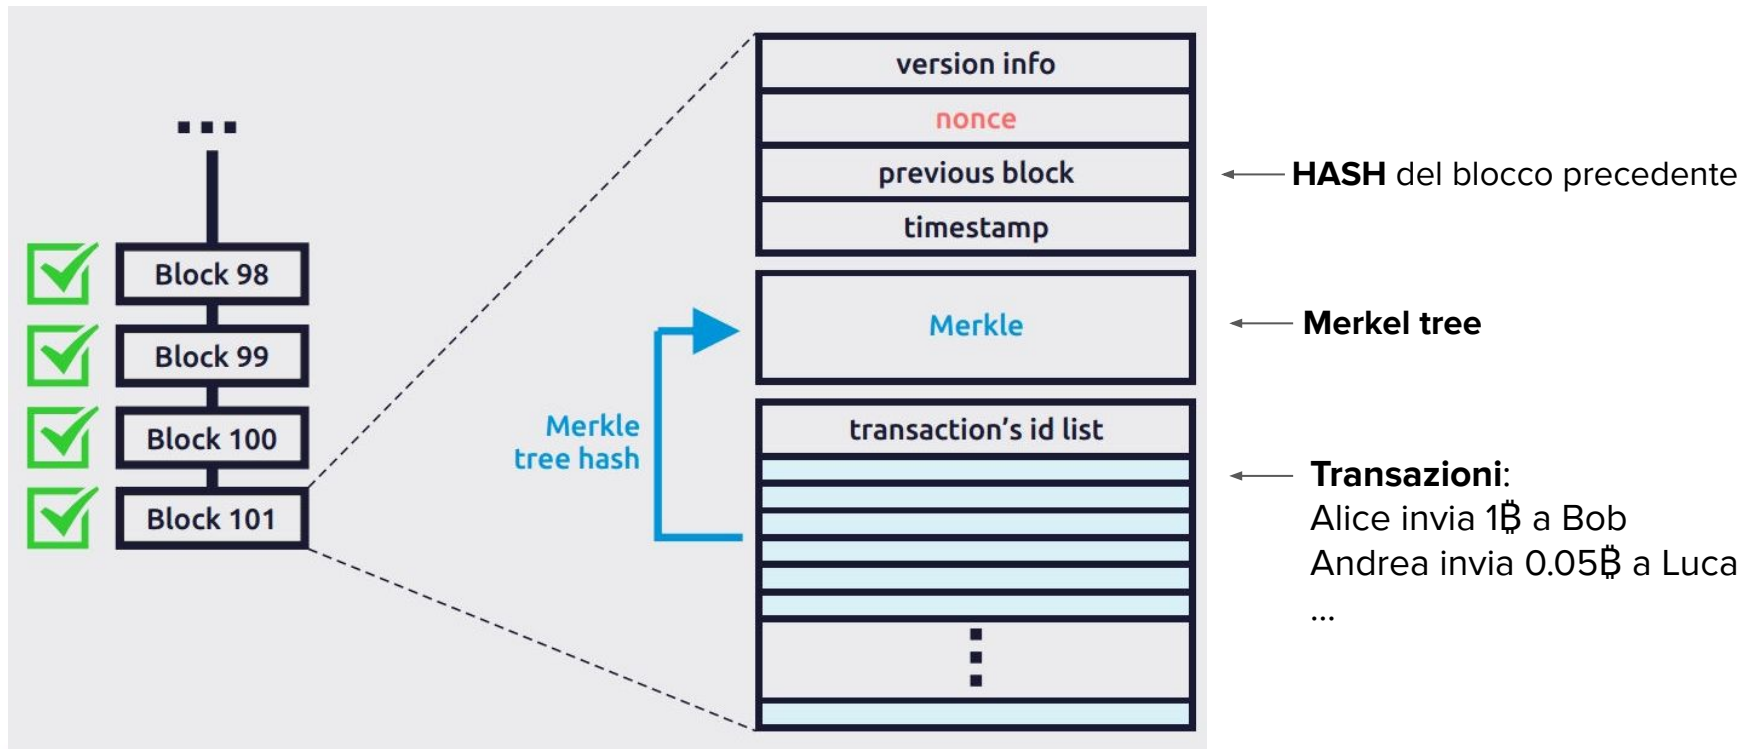 ...
Block 98
Block 99
Block 100
Block 101
version info
nonce
previous block
timestamp
Merkle
Merkle
tree hash
transaction's id list
HASH del blocco precedente
Merkel tree
Transazioni:
Alice invia 1₿ a Bob
Andrea invia 0.05₿ a Luca
...